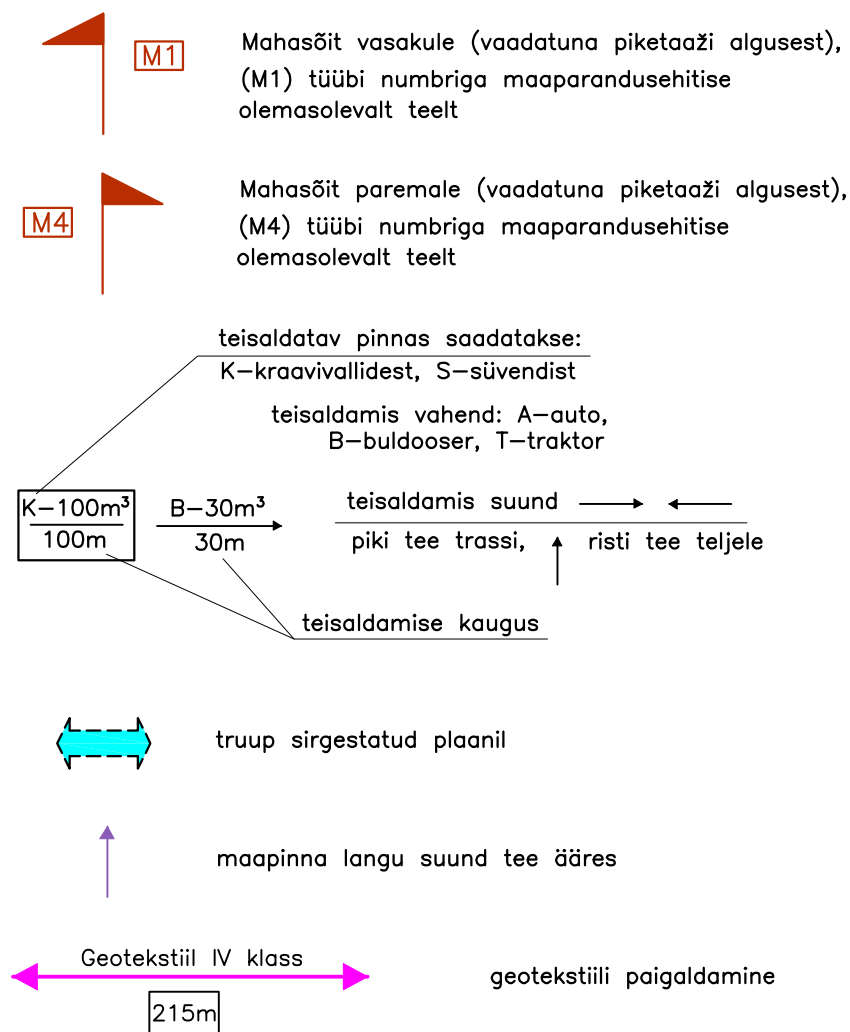 M1
Mahasõit vasakule (vaadatuna piketaaži algusest),
(M1) tüübi numbriga maaparandusehitise
olemasolevalt teelt
M4
Mahasõit paremale (vaadatuna piketaaži algusest),
(M4) tüübi numbriga maaparandusehitise
olemasolevalt teelt
teisaldatav pinnas saadatakse:
K-kraavivallidest, S-süvendist
teisaldamis vahend: A-auto,
B-buldooser, T-traktor
K-100m³
100m
B-30m³
30m
teisaldamis suund
piki tee trassi, risti tee teljele
teisaldamise kaugus
truup sirgestatud plaanil
maapinna langu suund tee ääres
Geotekstiil IV klass
215m
geotekstiili paigaldamine